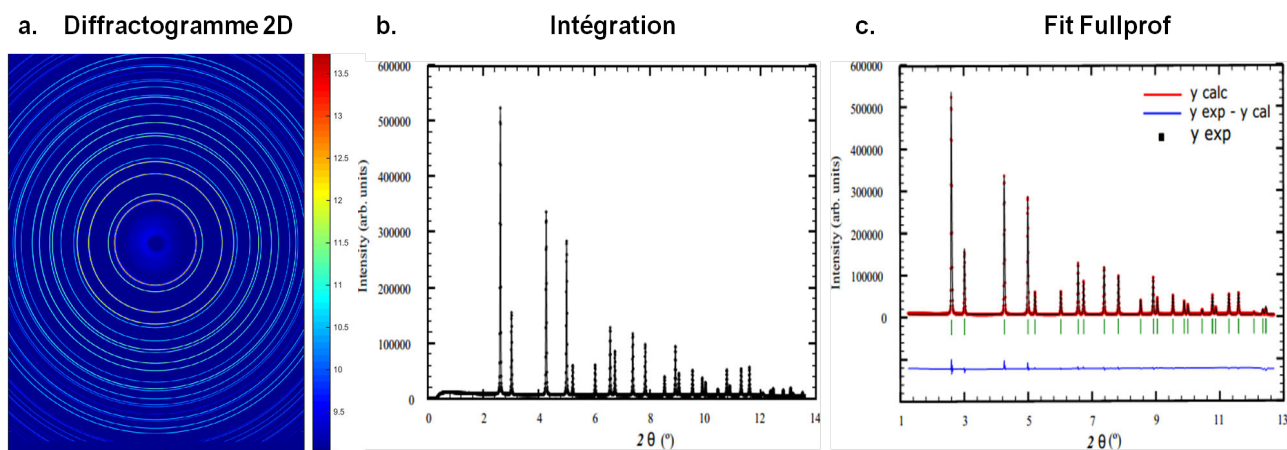 a. Diffractogramme 2D
b. Intégration
c. Fit Fullprof
13.5
13
12.5
12
11.5
11
10.5
10
9.5
600000
500000
400000
300000
200000
100000
0
Intensity (arb. units)
0 2 4 6 8 10 12 14
2 θ (°)
600000
500000
400000
300000
200000
100000
0
Intensity (arb. units)
y calc
y exp - y cal
y exp
1 3 5 7 9 11 13
2 θ (°)